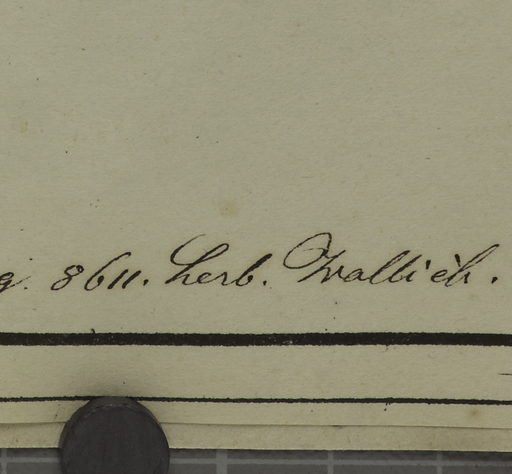 g. 8611. herb. Wallich.